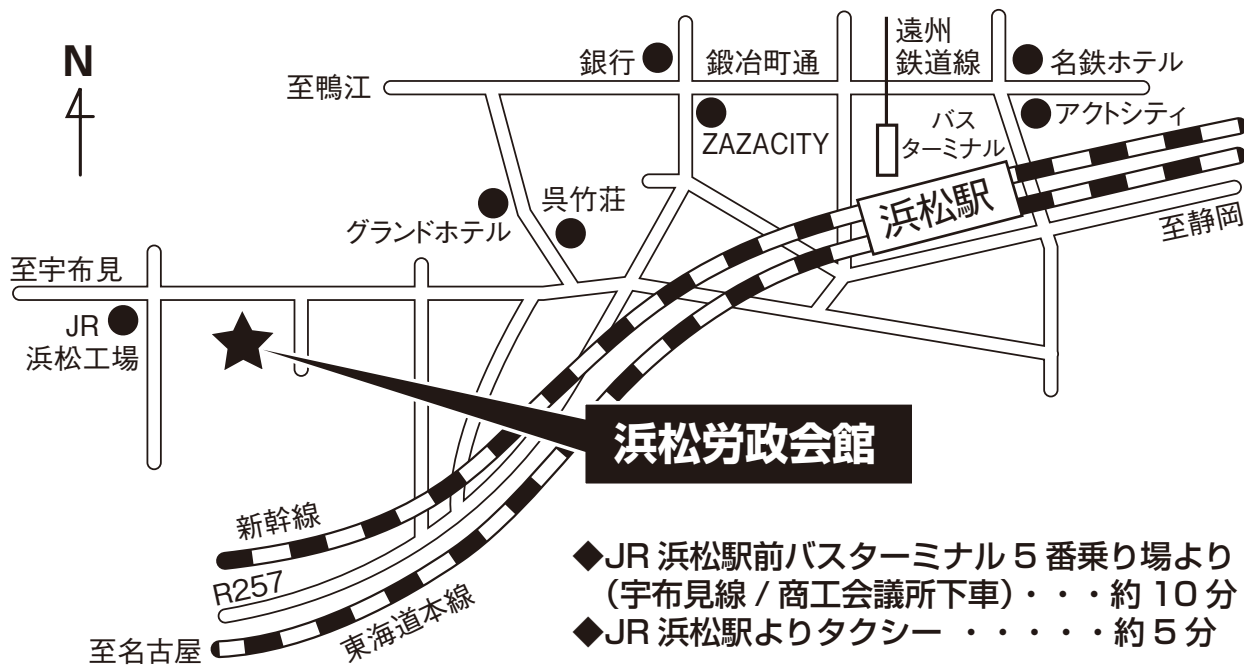 N
至鴨江
銀行
鍛冶町通
遠州
鉄道線
名鉄ホテル
アクトシティ
ZAZACITY
バス
ターミナル
浜松駅
至静岡
グランドホテル
呉竹荘
至宇布見
JR
浜松工場
浜松労政会館
新幹線
R257
東海道本線
至名古屋
◆JR 浜松駅前バスターミナル 5 番乗り場より
（宇布見線 / 商工会議所下車）・・・約 10 分
◆JR 浜松駅よりタクシー ・・・・・約 5 分